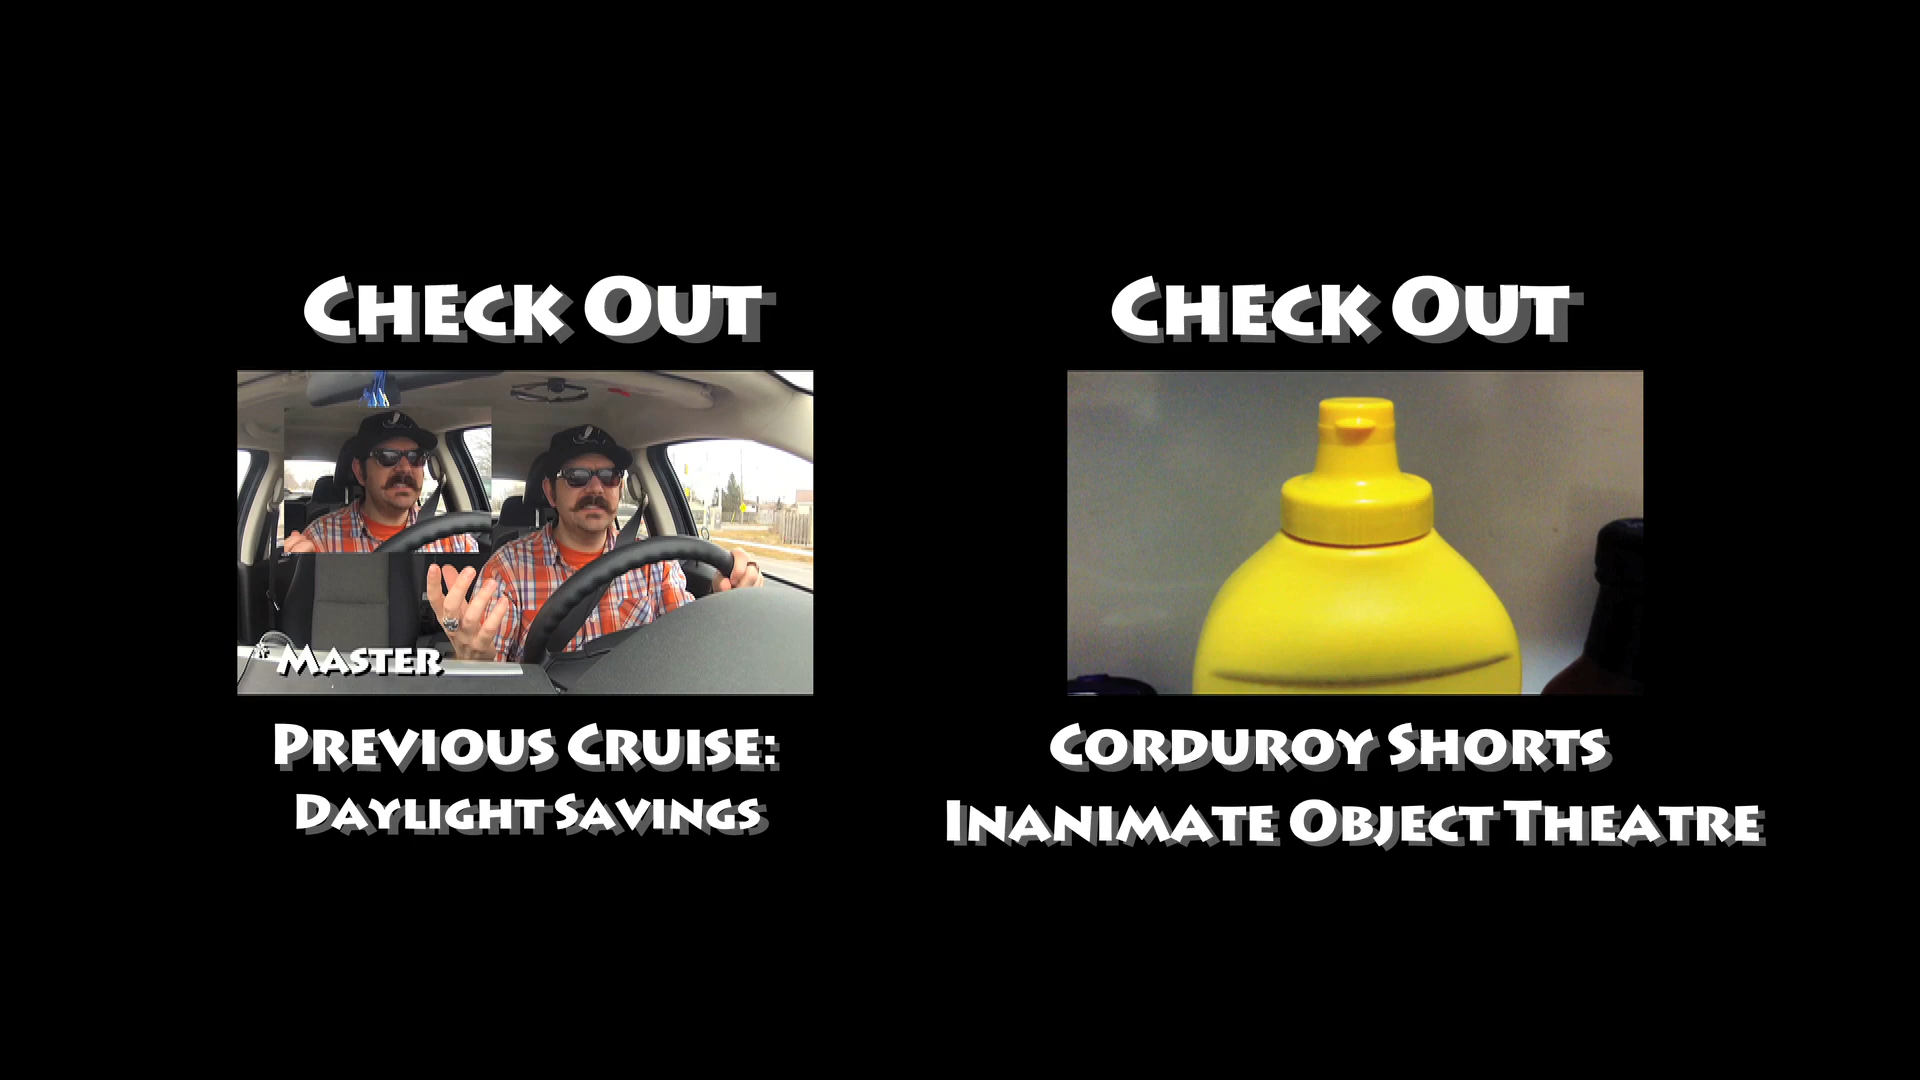 Check Out
Master
Previous Cruise:
Daylight Savings
Check Out
Corduroy Shorts
Inanimate Object Theatre